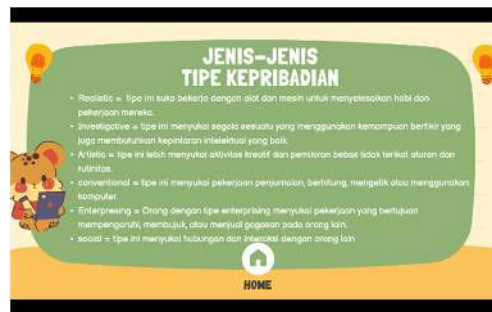 JENIS-JENIS
TIPE KEPRIBADIAN
• Realistic = tipe ini suka bekerja dengan alat dan mesin untuk menyelesaikan hobi dan
pekerjaan mereka.
• Investigative = tipe ini menyukai segala sesuatu yang menggunakan kemampuan berfikir yang
juga membutuhkan kepintaran intelektual yang baik.
• Artistic = tipe ini lebih menyukai aktivitas kreatif dan pemikiran bebas tidak terikat aturan dan
rutinitas.
• conventional = tipe ini menyukai pekerjaan penjumalan, berhitung, mengetik atau menggunakan
komputer.
• Enterpresing = Orang dengan tipe enterprising menyukai pekerjaan yang bertujuan
mempengaruhi, membujuk, atau menjual gagasan pada orang lain.
• social = tipe ini menyukai hubungan dan interaksi dengan orang lain
HOME